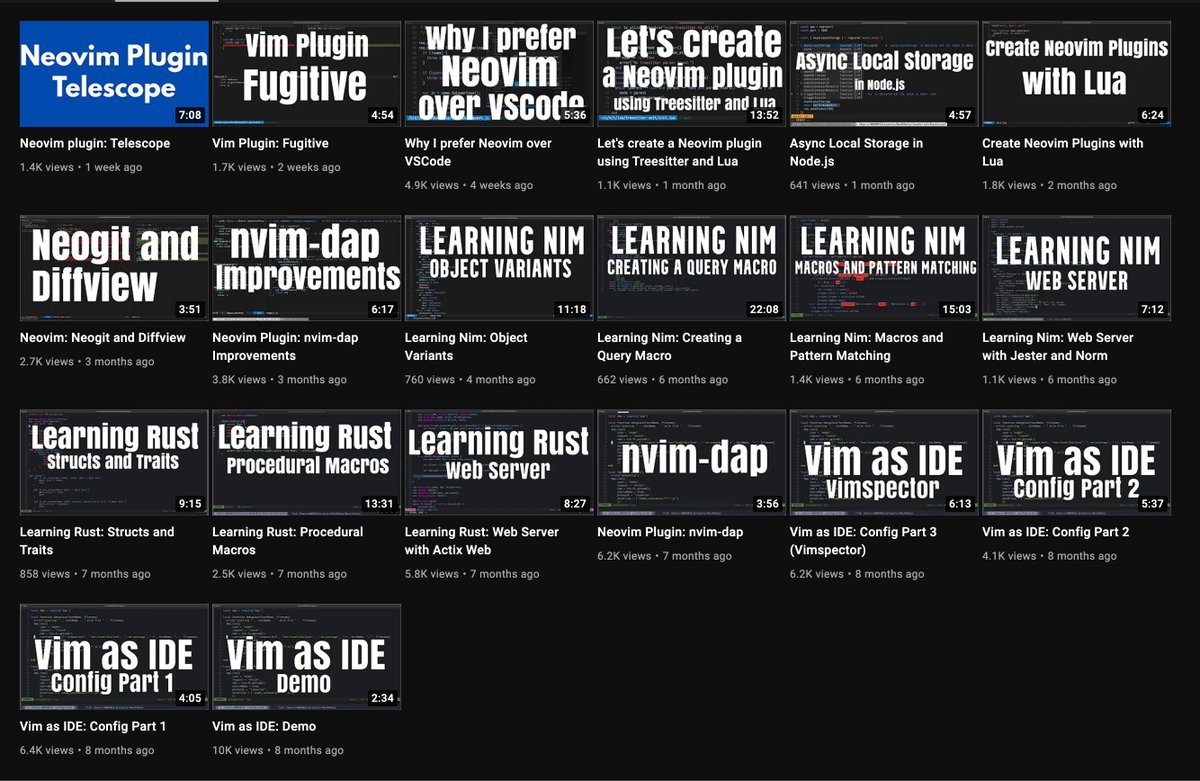 Neovim Plugin
Telescope
7:08
Neovim plugin: Telescope
1.4K views • 1 week ago
Vim Plugin
Fugitive
4:54
Vim Plugin: Fugitive
1.7K views • 2 weeks ago
Why I prefer
Neovim
over vscode
5:36
Why I prefer Neovim over
VSCode
4.9K views • 4 weeks ago
Let's create
a Neovim plugin
using Treesitter and Lua
13:52
Let's create a Neovim plugin
using Treesitter and Lua
1.1K views • 1 month ago
Async Local Storage
in Node.js
4:57
Async Local Storage in
Node.js
641 views • 1 month ago
Create Neovim Plugins
with Lua
6:24
Create Neovim Plugins with
Lua
1.8K views • 2 months ago
Neogit and
Diffview
3:51
Neovim: Neogit and Diffview
2.7K views • 3 months ago
nvim-dap
Improvements
6:17
Neovim Plugin: nvim-dap
Improvements
3.8K views • 3 months ago
LEARNING NIM
OBJECT VARIANTS
11:18
Learning Nim: Object
Variants
760 views • 4 months ago
LEARNING NIM
CREATING A QUERY MACRO
22:08
Learning Nim: Creating a
Query Macro
662 views • 6 months ago
LEARNING NIM
MACROS AND PATTERN MATCHING
15:03
Learning Nim: Macros and
Pattern Matching
1.4K views • 6 months ago
LEARNING NIM
WEB SERVER
7:12
Learning Nim: Web Server
with Jester and Norm
1.1K views • 6 months ago
Learning Rust
Structs and Traits
9:15
Learning Rust: Structs and
Traits
858 views • 7 months ago
Learning Rust
Procedural Macros
13:31
Learning Rust: Procedural
Macros
2.5K views • 7 months ago
Learning Rust
Web Server
8:27
Learning Rust: Web Server
with Actix Web
5.8K views • 7 months ago
nvim-dap
3:56
Neovim Plugin: nvim-dap
6.2K views • 7 months ago
Vim as IDE
Vimspector
6:13
Vim as IDE: Config Part 3
(Vimspector)
6.2K views • 8 months ago
Vim as IDE
Config Part 2
5:37
Vim as IDE: Config Part 2
4.1K views • 8 months ago
Vim as IDE
Config Part 1
4:05
Vim as IDE: Config Part 1
6.4K views • 8 months ago
Vim as IDE
Demo
2:34
Vim as IDE: Demo
10K views • 8 months ago